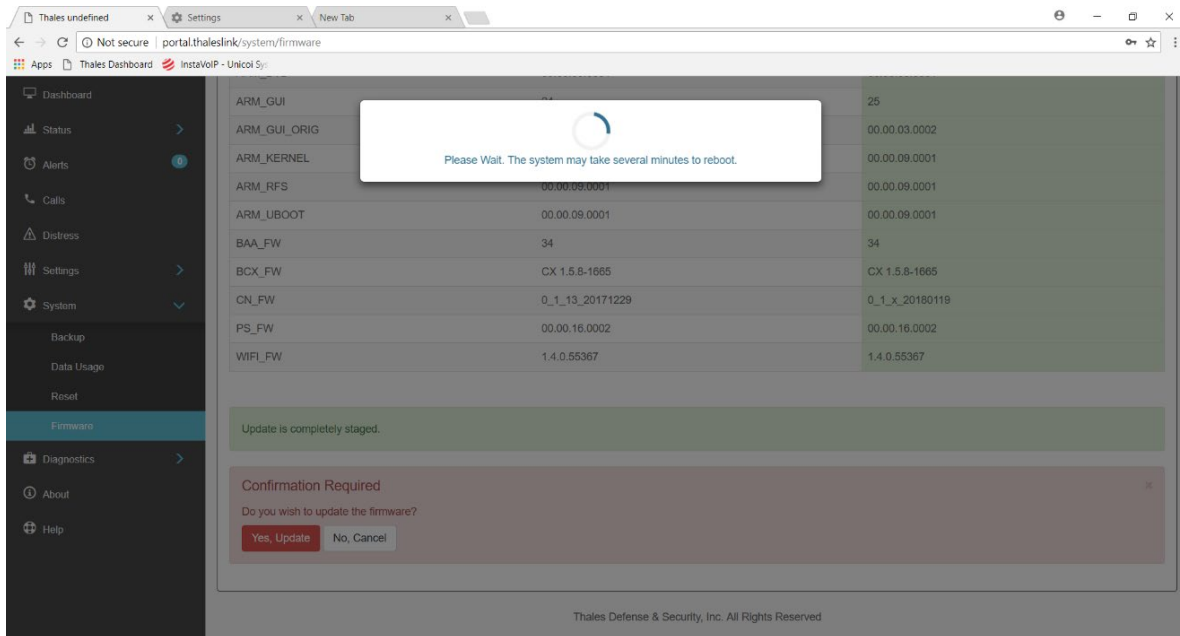 Thales undefined
Settings
New Tab
Not secure | portal.thaleslink/system/firmware
Apps Thales Dashboard InstaVoIP - Unicoi Sys
Dashboard
ARM_GUI 25
Status
ARM_GUI_ORIG 00.00.03.0002
Please Wait. The system may take several minutes to reboot.
Alerts 0
ARM_KERNEL 00.00.09.0001
ARM_RFS 00.00.09.0001 00.00.09.0001
Calls
ARM_UBOOT 00.00.09.0001 00.00.09.0001
Distress
BAA_FW 34 34
Settings
BCX_FW CX 1.5.8-1665 CX 1.5.8-1665
System
CN_FW 0_1_13_20171229 0_1_x_20180119
PS_FW 00.00.16.0002 00.00.16.0002
Backup
WIFI_FW 1.4.0.55367 1.4.0.55367
Data Usage
Reset
Firmware
Update is completely staged.
Diagnostics
Confirmation Required
About
Do you wish to update the firmware?
Help
Yes, Update No, Cancel
Thales Defense & Security, Inc. All Rights Reserved